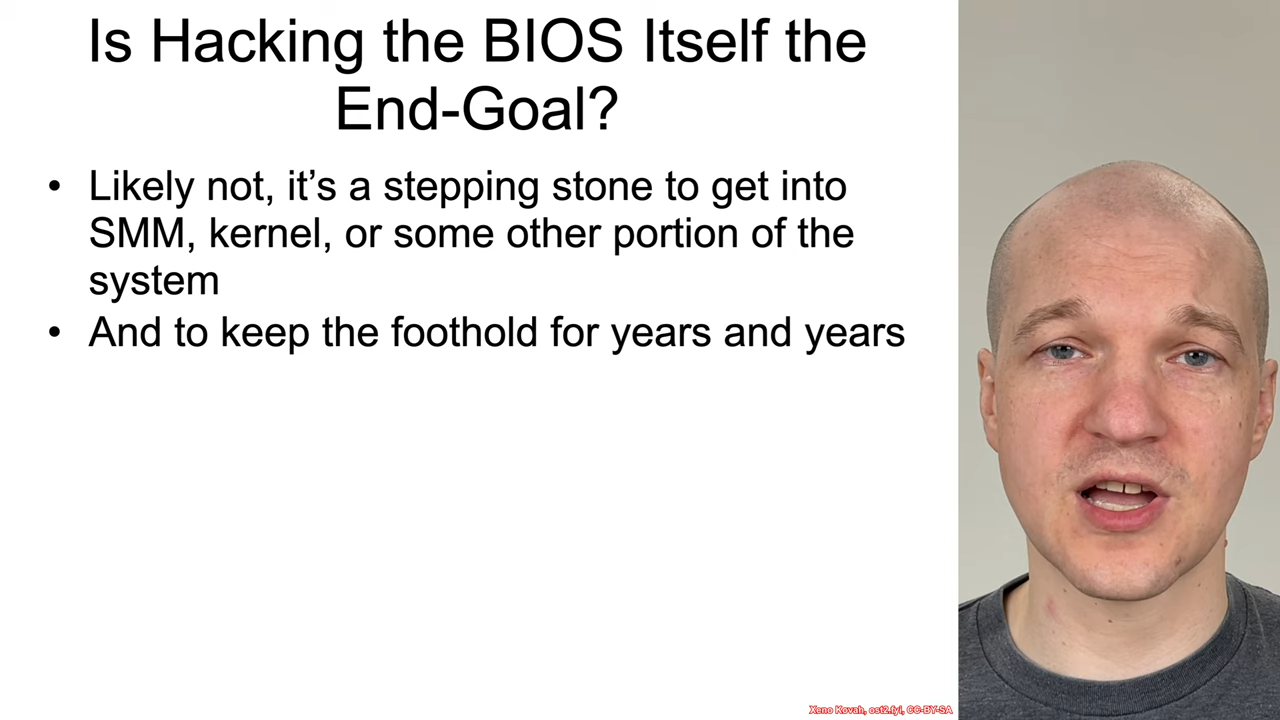 Is Hacking the BIOS Itself the
End-Goal?
• Likely not, it's a stepping stone to get into
SMM, kernel, or some other portion of the
system
• And to keep the foothold for years and years
Xeno Kovah, ost2.fyi, CC-BY-SA